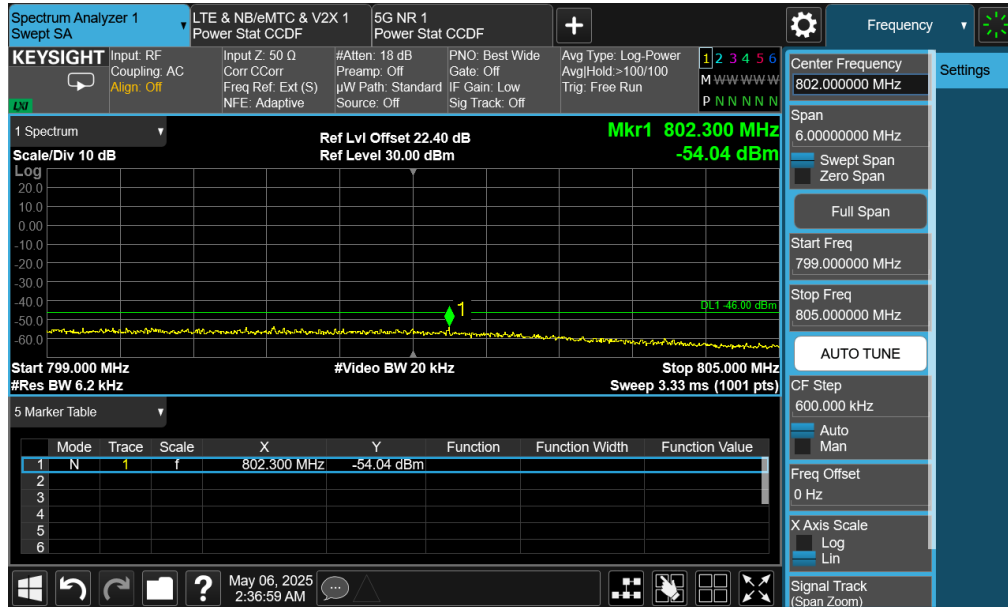 Spectrum Analyzer 1
Swept SA
LTE & NB/eMTC & V2X 1
Power Stat CCDF
5G NR 1
Power Stat CCDF
Frequency
KEYSIGHT
LXI
Input: RF
Coupling: AC
Align: Off
Input Z: 50 Ω
Corr CCorr
Freq Ref: Ext (S)
NFE: Adaptive
#Atten: 18 dB
Preamp: Off
µW Path: Standard
Source: Off
PNO: Best Wide
Gate: Off
IF Gain: Low
Sig Track: Off
Avg Type: Log-Power
Avg|Hold:>100/100
Trig: Free Run
1 2 3 4 5 6
M W W W W W
P N N N N N
1 Spectrum
Scale/Div 10 dB
Ref Lvl Offset 22.40 dB
Ref Level 30.00 dBm
Mkr1 802.300 MHz
-54.04 dBm
Log
20.0
10.0
0.00
-10.0
-20.0
-30.0
-40.0
-50.0
-60.0
1
DL1 -46.00 dBm
Start 799.000 MHz
#Res BW 6.2 kHz
#Video BW 20 kHz
Stop 805.000 MHz
Sweep 3.33 ms (1001 pts)
5 Marker Table
Mode Trace Scale X Y Function Function Width Function Value
1 N 1 f 802.300 MHz -54.04 dBm
2
3
4
5
6
Center Frequency
802.000000 MHz
Span
6.00000000 MHz
Swept Span
Zero Span
Full Span
Start Freq
799.000000 MHz
Stop Freq
805.000000 MHz
AUTO TUNE
CF Step
600.000 kHz
Auto
Man
Freq Offset
0 Hz
X Axis Scale
Log
Lin
Signal Track
(Span Zoom)
Settings
?
May 06, 2025
2:36:59 AM